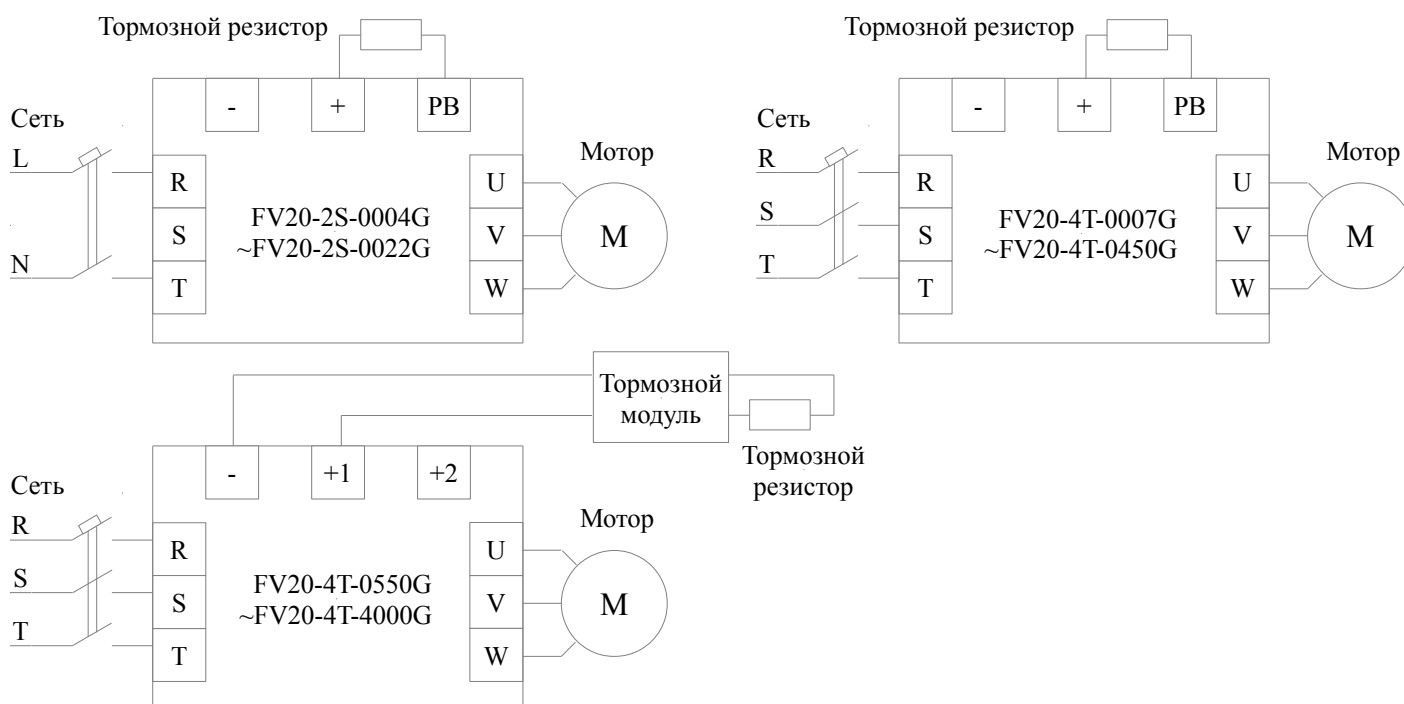 Тормозной резистор
-
+
PB
Сеть
L
N
R
S
T
FV20-2S-0004G
~FV20-2S-0022G
U
V
W
Мотор
M
Тормозной резистор
-
+
PB
Сеть
R
S
T
R
S
T
FV20-4T-0007G
~FV20-4T-0450G
U
V
W
Мотор
M
Тормозной
модуль
Тормозной
резистор
-
+1
+2
Сеть
R
S
T
R
S
T
FV20-4T-0550G
~FV20-4T-4000G
U
V
W
Мотор
M